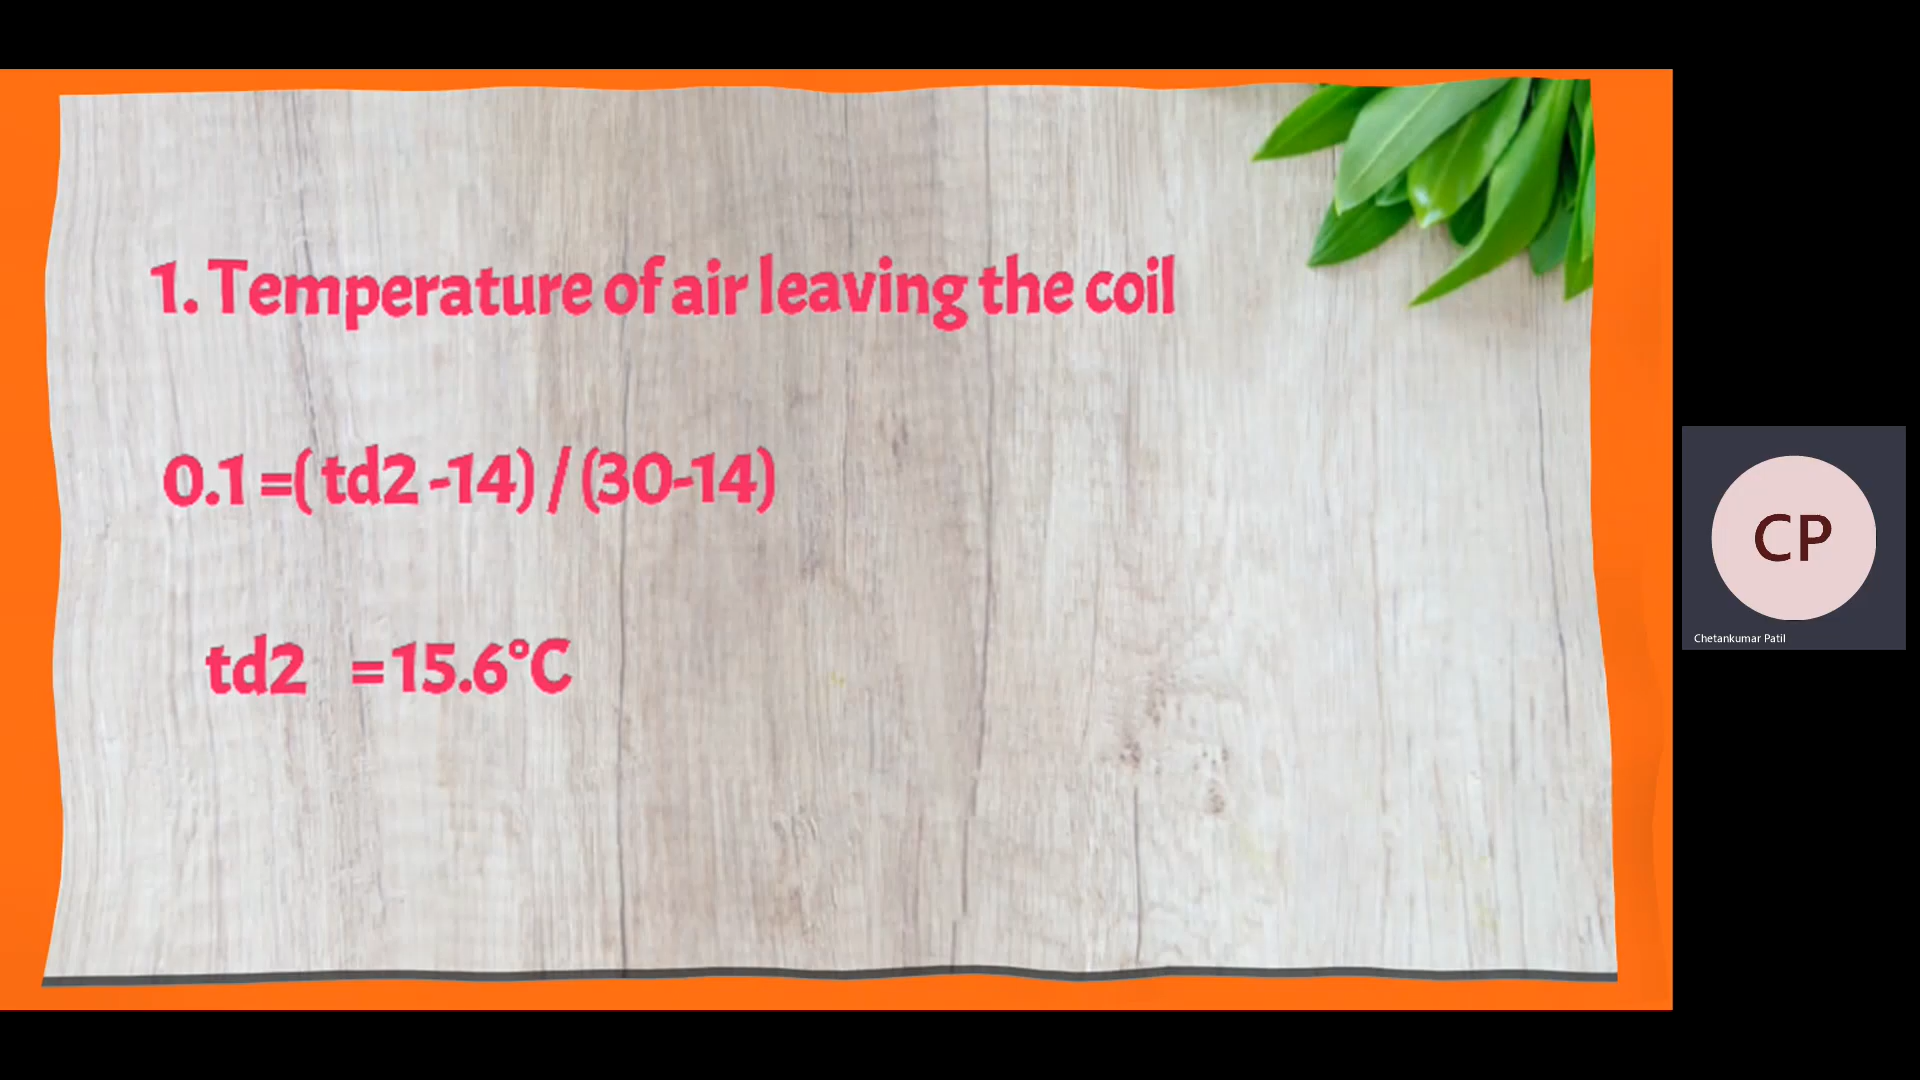 1. Temperature of air leaving the coil
0.1 =( td2 -14) / (30-14)
td2 = 15.6°C
CP
Chetankumar Patil